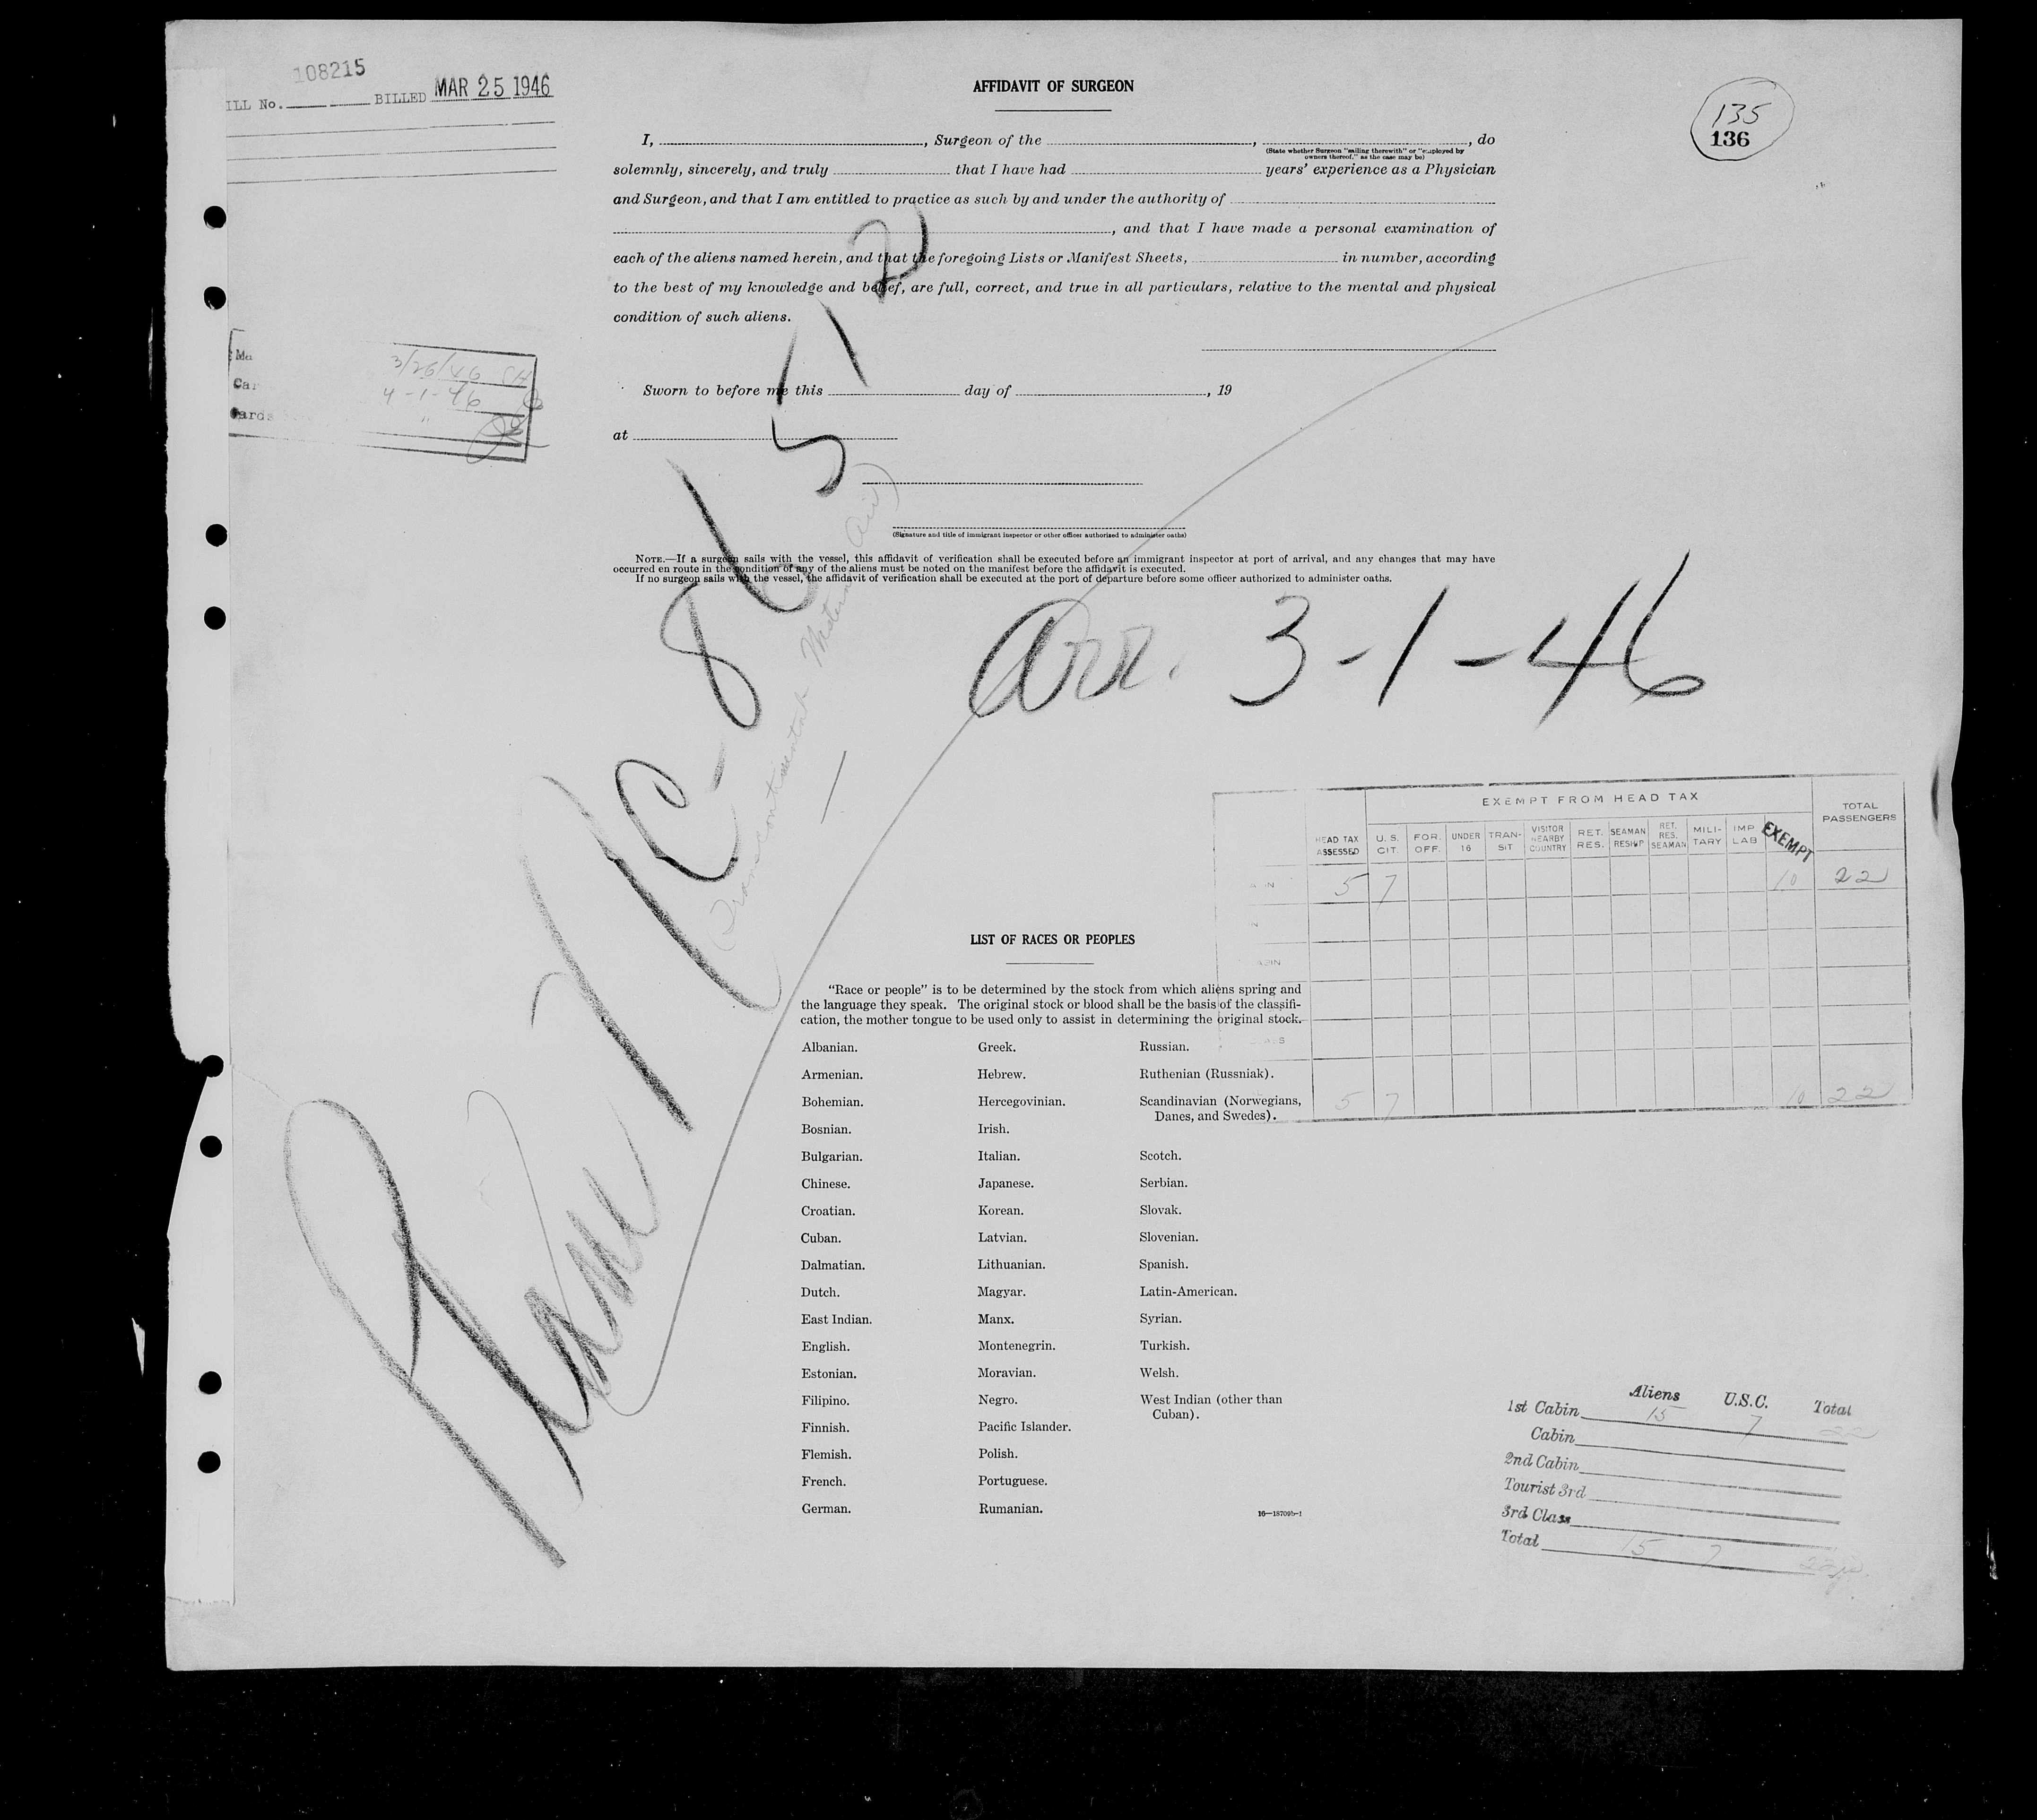 108215
ILL No. BILLED MAR 25 1946
AFFIDAVIT OF SURGEON
135
136
I, , Surgeon of the , , do
(State whether Surgeon "sailing therewith" or "employed by
owners thereof," as the case may be)
solemnly, sincerely, and truly that I have had years' experience as a Physician
and Surgeon, and that I am entitled to practice as such by and under the authority of
, and that I have made a personal examination of
each of the aliens named herein, and that the foregoing Lists or Manifest Sheets, in number, according
to the best of my knowledge and belief, are full, correct, and true in all particulars, relative to the mental and physical
condition of such aliens.
3/26/46
4-1-46
Cards
Sworn to before me this day of , 19
at
(Signature and title of immigrant inspector or other officer authorized to administer oaths)
NOTE.—If a surgeon sails with the vessel, this affidavit of verification shall be executed before an immigrant inspector at port of arrival, and any changes that may have
occurred en route in the condition of any of the aliens must be noted on the manifest before the affidavit is executed.
If no surgeon sails with the vessel, the affidavit of verification shall be executed at the port of departure before some officer authorized to administer oaths.
Plane NC-86512
(Transcontinental Western Air)
Arr. 3-1-46
EXEMPT FROM HEAD TAX
HEAD TAX ASSESSED U.S. CIT. FOR. OFF. UNDER 16 TRAN-SIT VISITOR NEARBY COUNTRY RET. RES. SEAMAN RESHIP RET. RES. SEAMAN MILI-TARY IMP LAB EXEMPT TOTAL PASSENGERS
5 7 10 22
5 7 10 22
LIST OF RACES OR PEOPLES
"Race or people" is to be determined by the stock from which aliens spring and
the language they speak. The original stock or blood shall be the basis of the classifi-
cation, the mother tongue to be used only to assist in determining the original stock.
Albanian.
Armenian.
Bohemian.
Bosnian.
Bulgarian.
Chinese.
Croatian.
Cuban.
Dalmatian.
Dutch.
East Indian.
English.
Estonian.
Filipino.
Finnish.
Flemish.
French.
German.
Greek.
Hebrew.
Hercegovinian.
Irish.
Italian.
Japanese.
Korean.
Latvian.
Lithuanian.
Magyar.
Manx.
Montenegrin.
Moravian.
Negro.
Pacific Islander.
Polish.
Portuguese.
Rumanian.
Russian.
Ruthenian (Russniak).
Scandinavian (Norwegians,
Danes, and Swedes).
Scotch.
Serbian.
Slovak.
Slovenian.
Spanish.
Latin-American.
Syrian.
Turkish.
Welsh.
West Indian (other than
Cuban).
16—18709b-1
Aliens U.S.C. Total
1st Cabin 15 7 22
Cabin
2nd Cabin
Tourist 3rd
3rd Class
Total 15 7 22